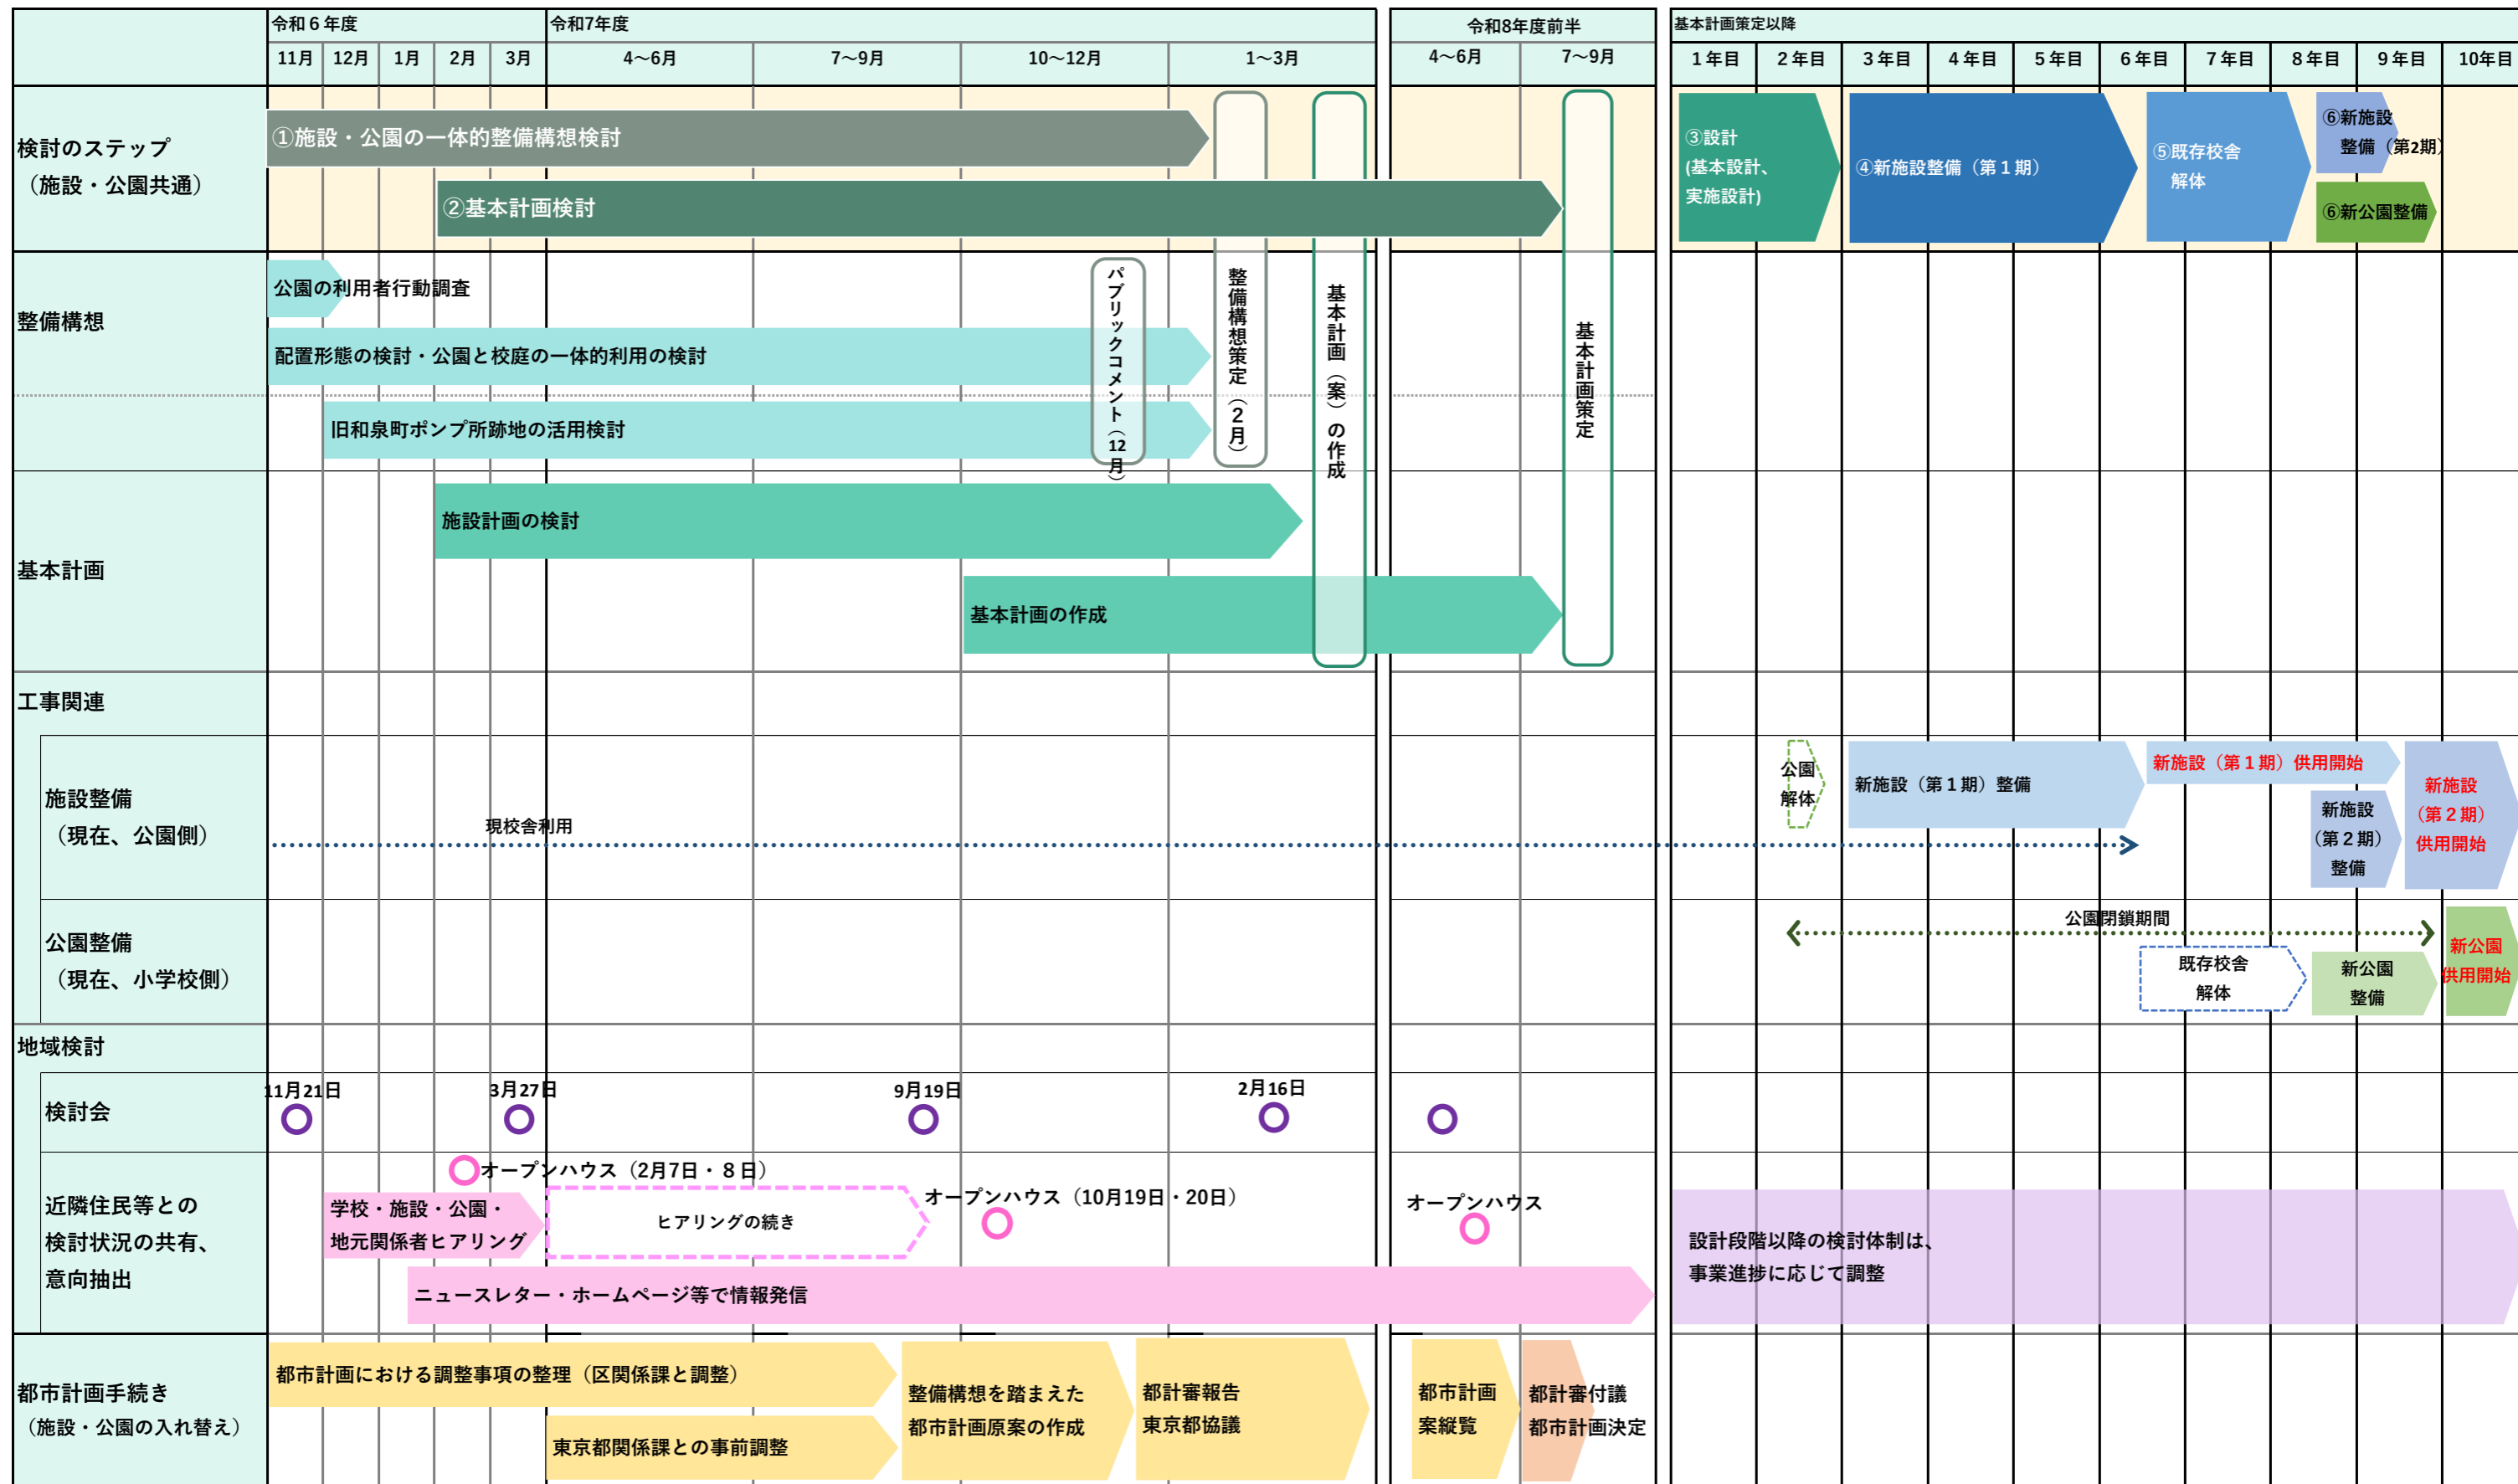 令和６年度
令和7年度
令和8年度前半
基本計画策定以降
11月
12月
1月
2月
3月
4～6月
7～9月
10～12月
1～3月
4～6月
7～9月
１年目
２年目
３年目
４年目
５年目
６年目
７年目
８年目
９年目
10年目
検討のステップ
（施設・公園共通）
①施設・公園の一体的整備構想検討
②基本計画検討
③設計
(基本設計、
実施設計)
④新施設整備（第１期）
⑤既存校舎
解体
⑥新施設
整備（第2期）
⑥新公園整備
整備構想
公園の利用者行動調査
配置形態の検討・公園と校庭の一体的利用の検討
旧和泉町ポンプ所跡地の活用検討
パブリックコメント（12月）
整備構想策定（2月）
基本計画（案）の作成
基本計画策定
基本計画
施設計画の検討
基本計画の作成
工事関連
施設整備
（現在、公園側）
現校舎利用
公園
解体
新施設（第１期）整備
新施設（第１期）供用開始
新施設
（第２期）
整備
新施設
（第２期）
供用開始
公園整備
（現在、小学校側）
公園閉鎖期間
既存校舎
解体
新公園
整備
新公園
供用開始
地域検討
検討会
11月21日
3月27日
9月19日
2月16日
近隣住民等との
検討状況の共有、
意向抽出
オープンハウス（2月7日・８日）
学校・施設・公園・
地元関係者ヒアリング
ヒアリングの続き
オープンハウス（10月19日・20日）
オープンハウス
ニュースレター・ホームページ等で情報発信
設計段階以降の検討体制は、
事業進捗に応じて調整
都市計画手続き
（施設・公園の入れ替え）
都市計画における調整事項の整理（区関係課と調整）
東京都関係課との事前調整
整備構想を踏まえた
都市計画原案の作成
都計審報告
東京都協議
都市計画
案縦覧
都計審付議
都市計画決定